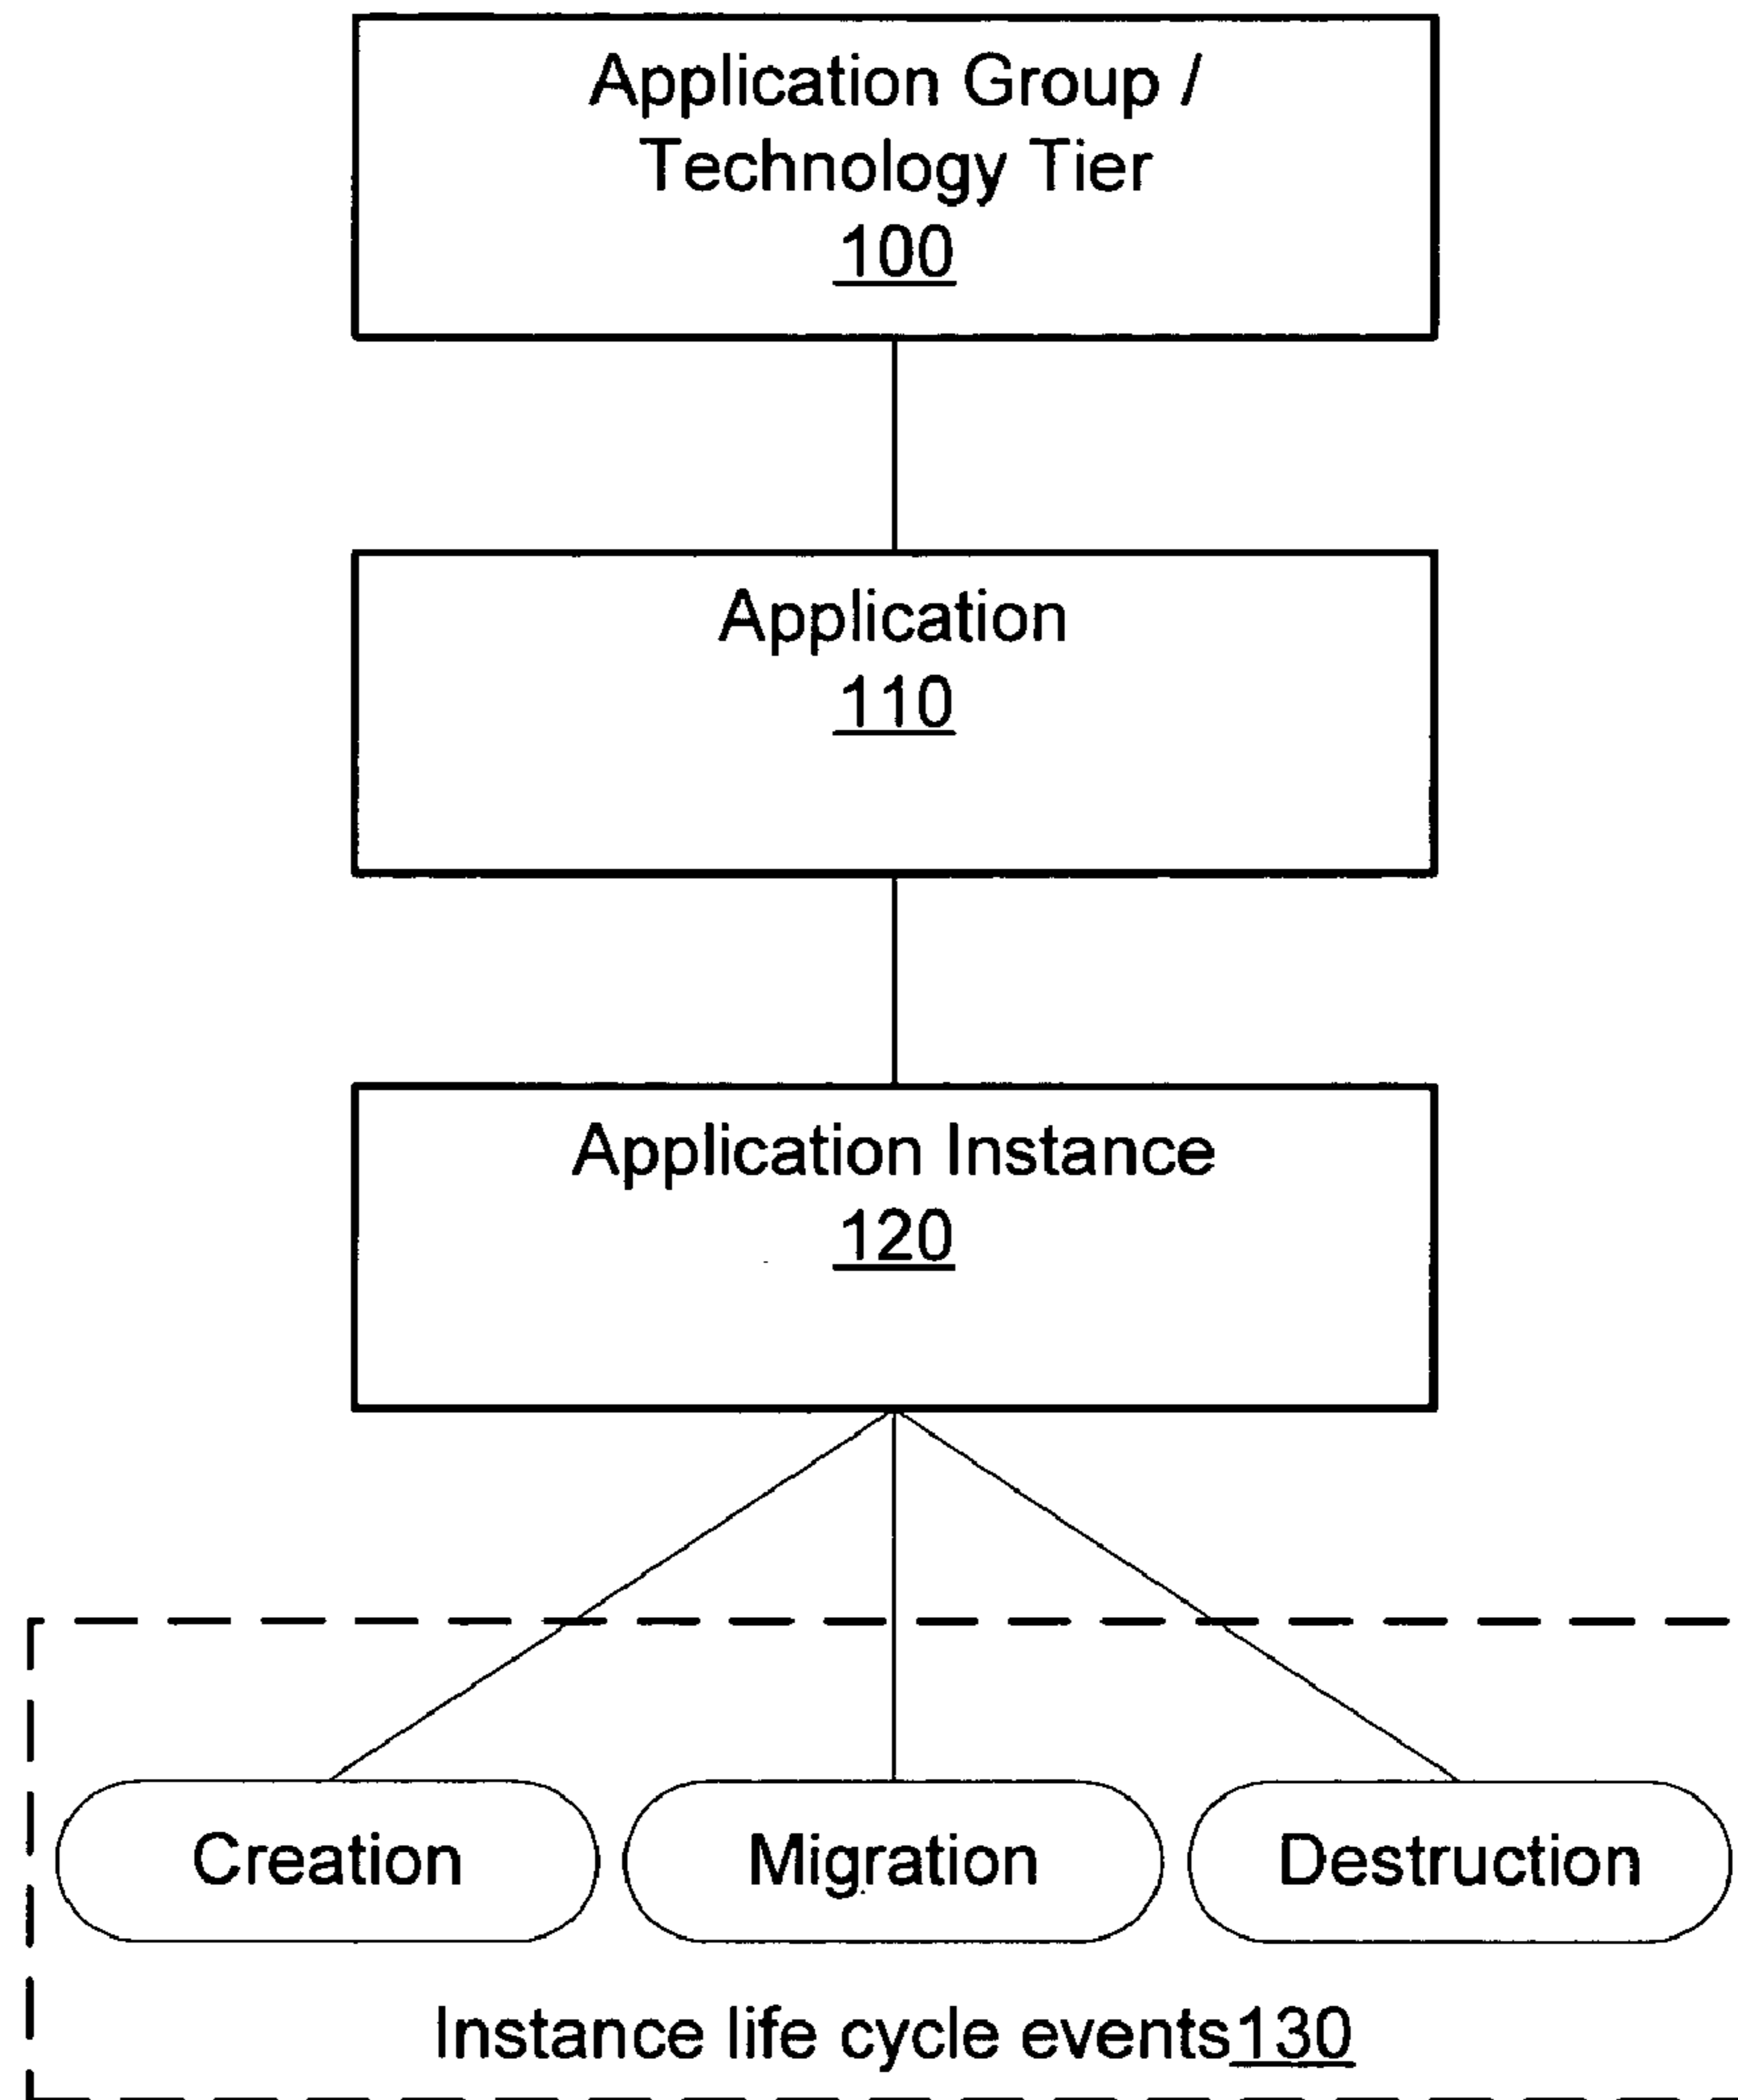 Application Group /
Technology Tier
100
Application
110
Application Instance
120
Creation
Migration
Destruction
Instance life cycle events130